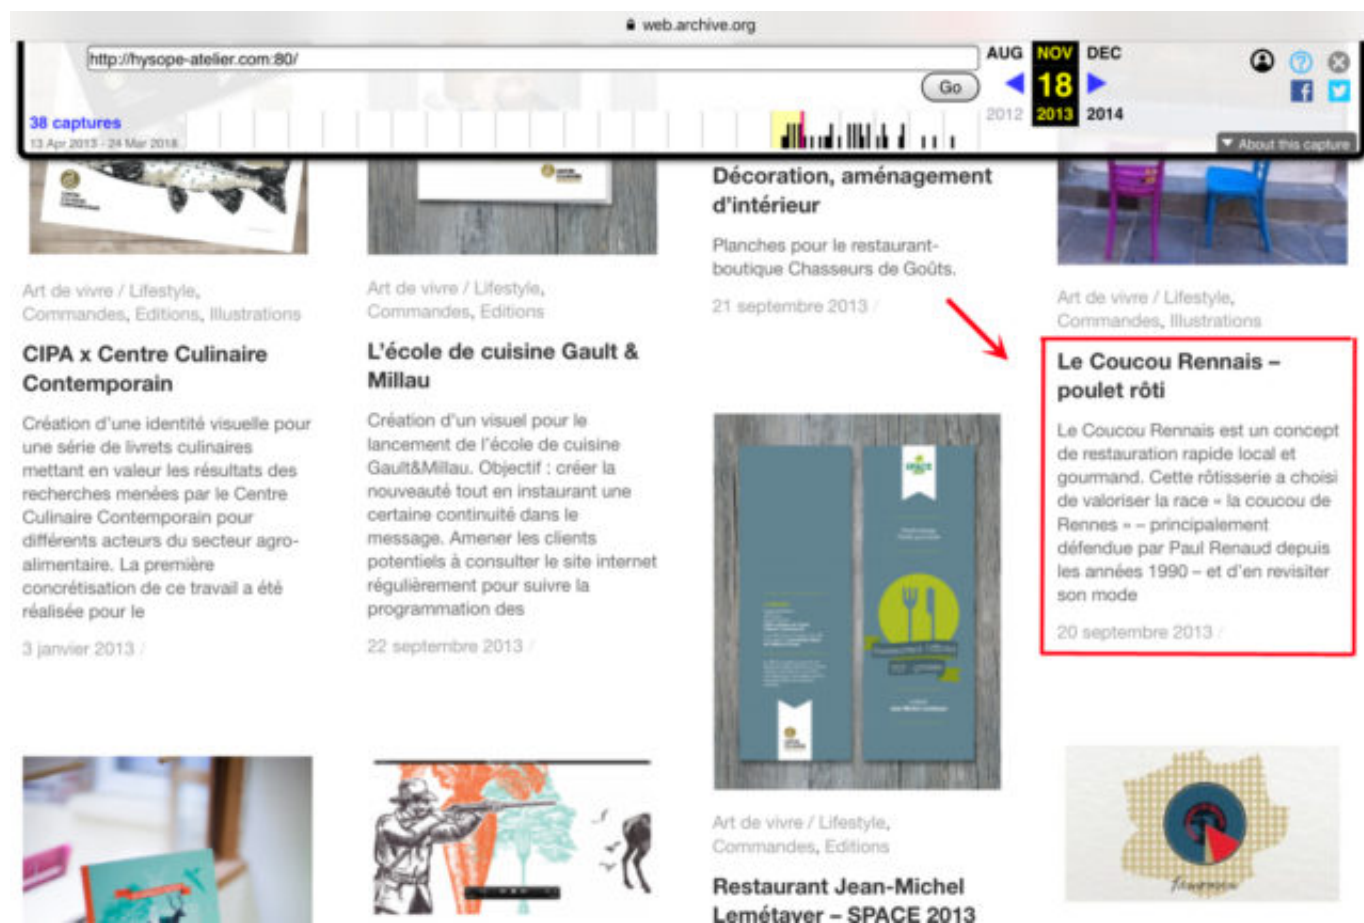 web.archive.org
http://hysope-atelier.com:80/
Go
AUG NOV DEC
18
2012 2013 2014
38 captures
13 Apr 2013 - 24 Mar 2018
About this capture
Art de vivre / Lifestyle,
Commandes, Editions, Illustrations
CIPA x Centre Culinaire
Contemporain
Création d'une identité visuelle pour
une série de livrets culinaires
mettant en valeur les résultats des
recherches menées par le Centre
Culinaire Contemporain pour
différents acteurs du secteur agro-
alimentaire. La première
concrétisation de ce travail a été
réalisée pour le
3 janvier 2013 /
Art de vivre / Lifestyle,
Commandes, Editions
L'école de cuisine Gault &
Millau
Création d'un visuel pour le
lancement de l'école de cuisine
Gault&Millau. Objectif : créer la
nouveauté tout en instaurant une
certaine continuité dans le
message. Amener les clients
potentiels à consulter le site internet
régulièrement pour suivre la
programmation des
22 septembre 2013 /
Décoration, aménagement
d'intérieur
Planches pour le restaurant-
boutique Chasseurs de Goûts.
21 septembre 2013 /
SPACE
Art de vivre / Lifestyle,
Commandes, Editions
Restaurant Jean-Michel
Lemétayer – SPACE 2013
Art de vivre / Lifestyle,
Commandes, Illustrations
Le Coucou Rennais –
poulet rôti
Le Coucou Rennais est un concept
de restauration rapide local et
gourmand. Cette rôtisserie a choisi
de valoriser la race « la coucou de
Rennes » – principalement
défendue par Paul Renaud depuis
les années 1990 – et d'en revisiter
son mode
20 septembre 2013 /